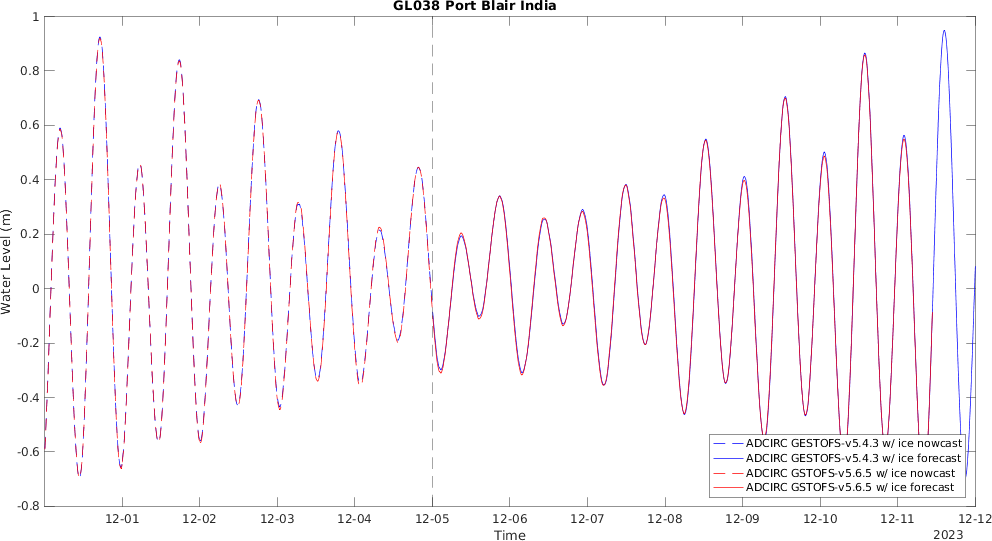 GL038 Port Blair India
1
0.8
0.6
0.4
0.2
0
-0.2
-0.4
-0.6
-0.8
Water Level (m)
ADCIRC GESTOFS-v5.4.3 w/ ice nowcast
ADCIRC GESTOFS-v5.4.3 w/ ice forecast
ADCIRC GSTOFS-v5.6.5 w/ ice nowcast
ADCIRC GSTOFS-v5.6.5 w/ ice forecast
12-01 12-02 12-03 12-04 12-05 12-06 12-07 12-08 12-09 12-10 12-11 12-12
Time
2023